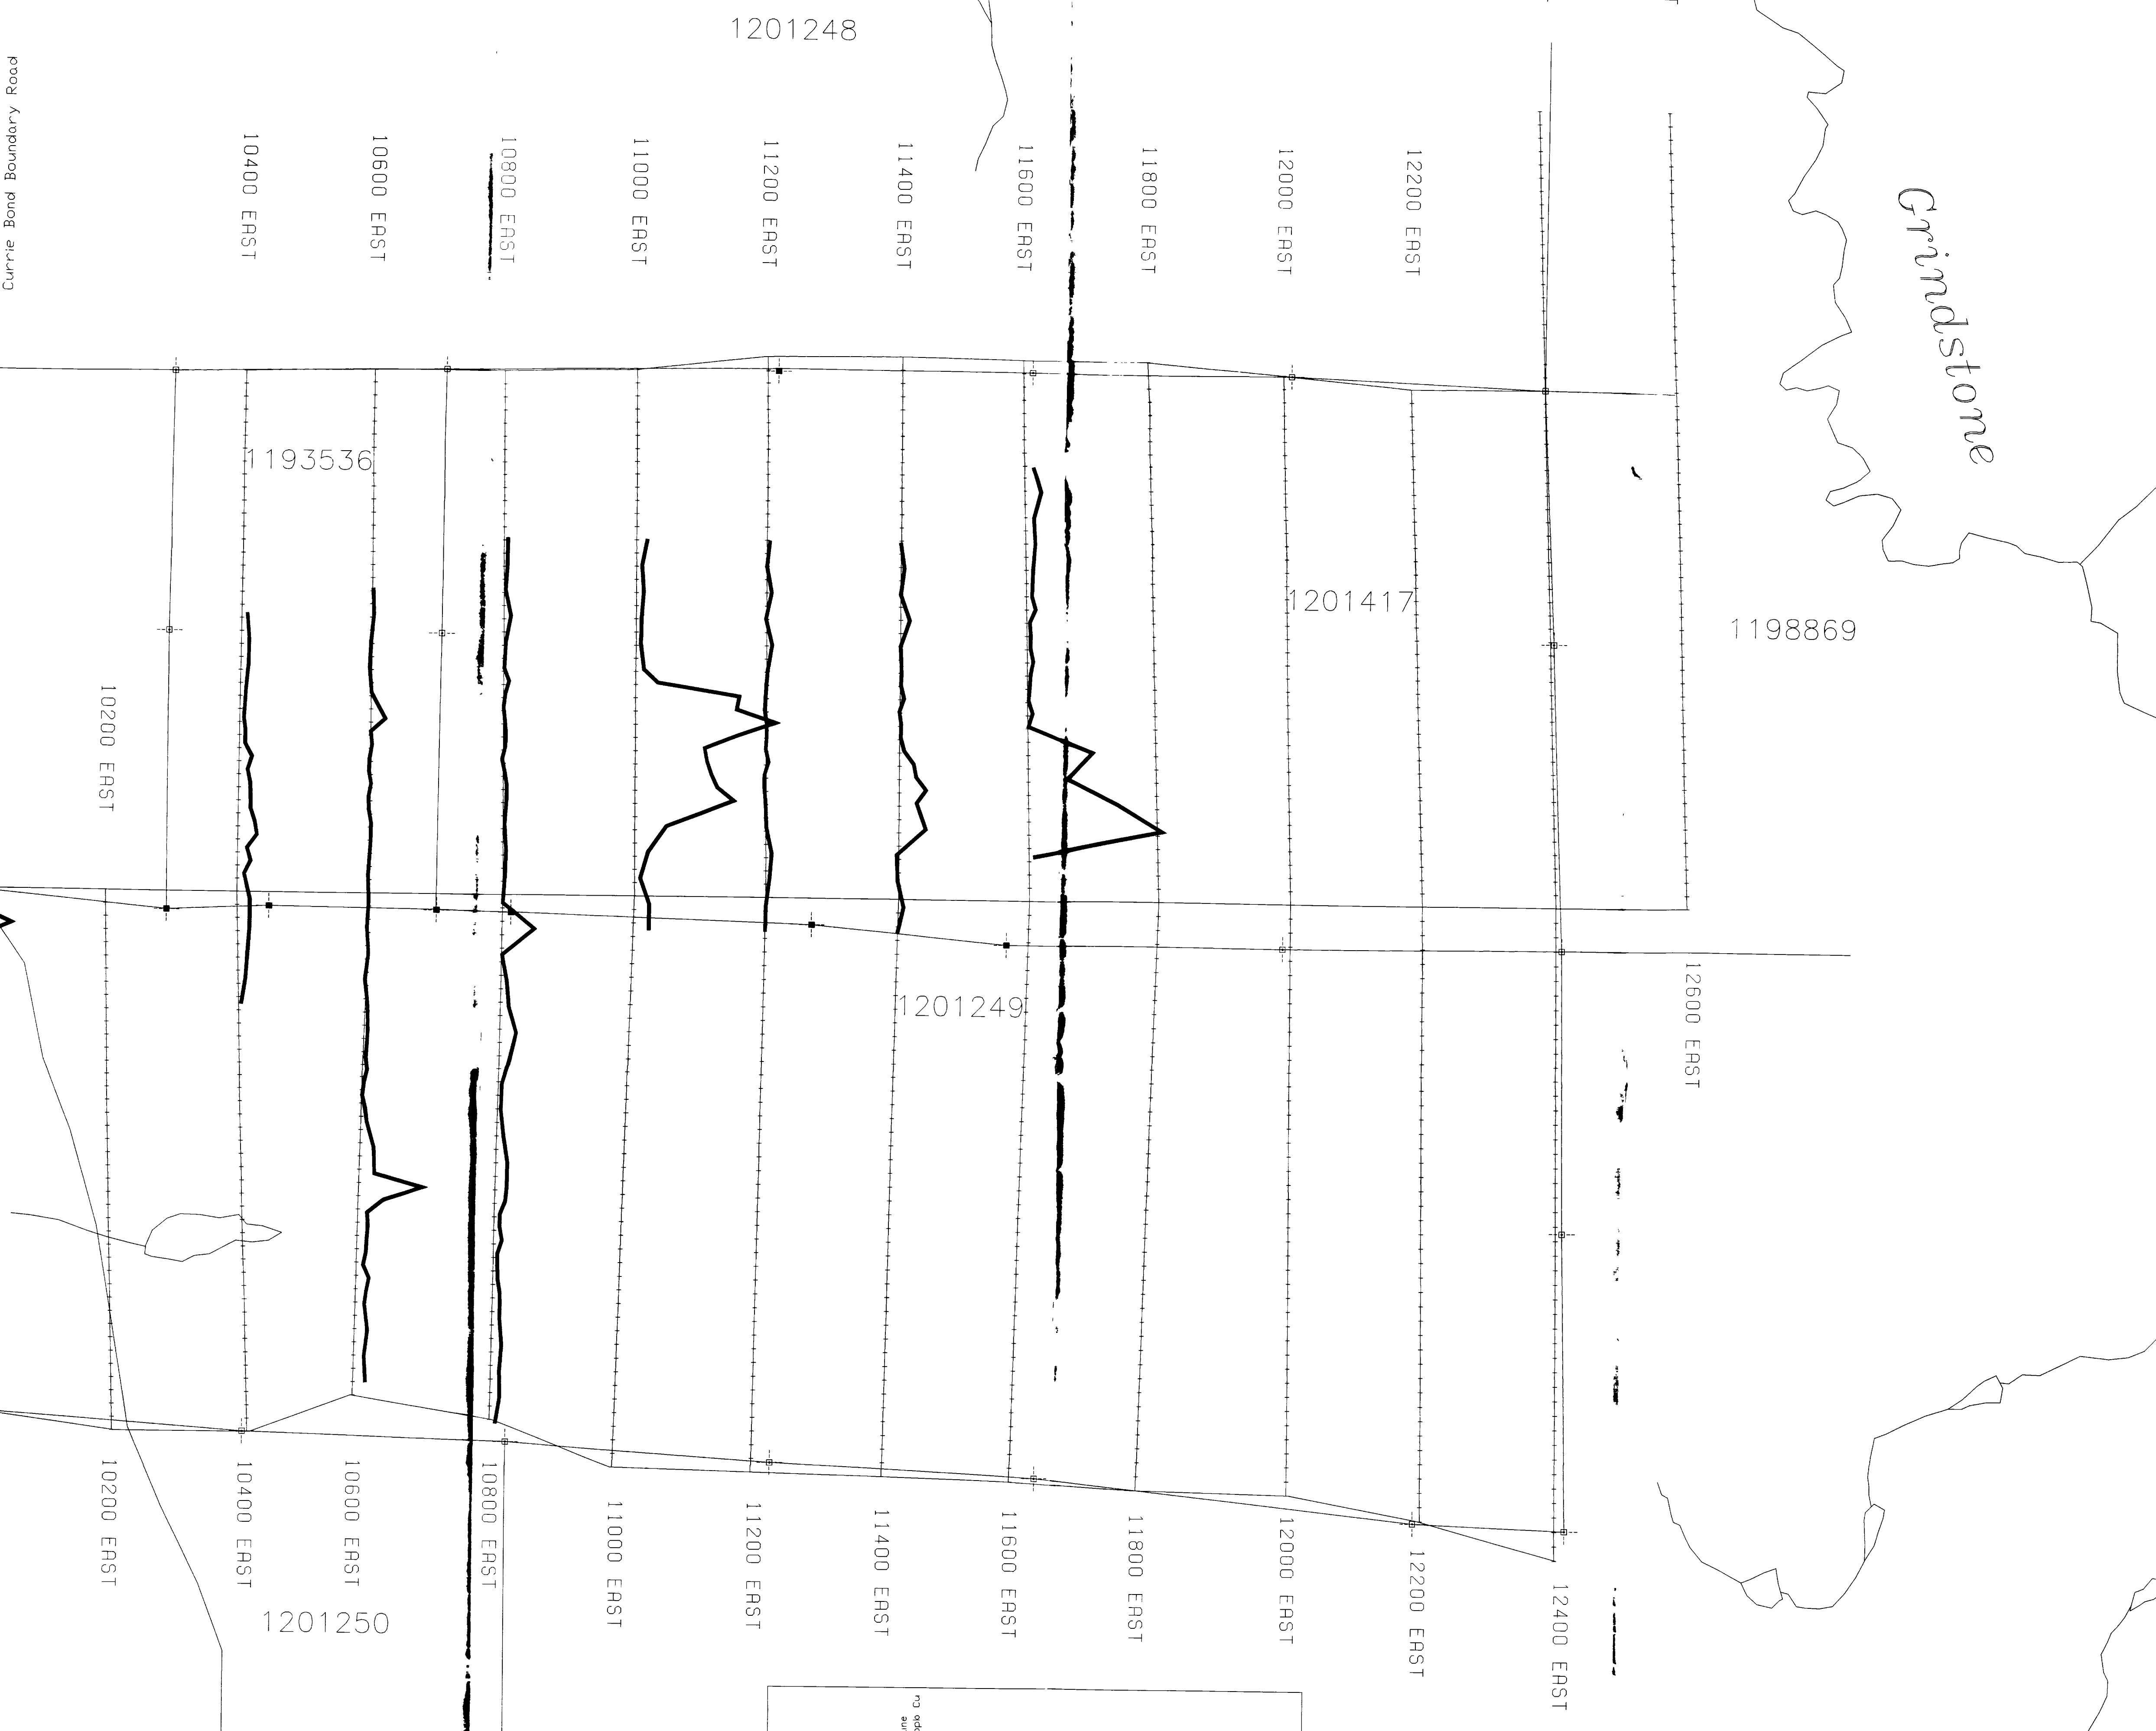 1201248
Currie Bond Boundary Road
10400 EAST
10600 EAST
10800 EAST
11000 EAST
11200 EAST
11400 EAST
11600 EAST
11800 EAST
12000 EAST
12200 EAST
Grindstone
1193536
1201417
1198869
10200 EAST
1201249
12600 EAST
10200 EAST
10400 EAST
10600 EAST
10800 EAST
11000 EAST
11200 EAST
11400 EAST
11600 EAST
11800 EAST
12000 EAST
12200 EAST
12400 EAST
1201250